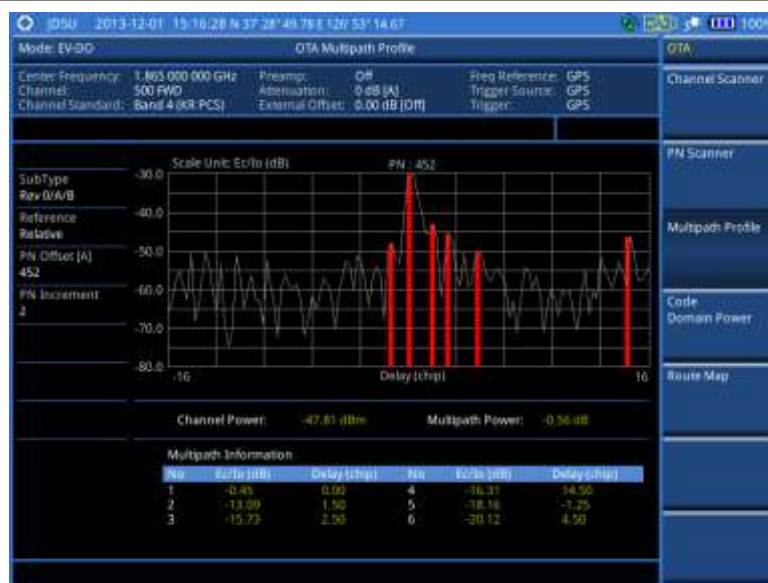 JDSU 2013-12-01 15:16:28 N 37 28" 49.78 E 126' 53" 14.67 100%
Mode: EV-DO OTA Multipath Profile OTA
Center Frequency: 1.865 000 000 GHz Preamp: Off Freq Reference: GPS
Channel: 500 FWD Attenuation: 0 dB [A] Trigger Source: GPS
Channel Standard: Band 4 (KR PCS) External Offset: 0.00 dB [Off] Trigger: GPS
Channel Scanner
PN Scanner
Multipath Profile
Code
Domain Power
Route Map
SubType
Rev 0/A/B
Reference
Relative
PN Offset [A]
452
PN Increment
2
Scale Unit: Ec/Io (dB) PN : 452
-30.0
-40.0
-50.0
-60.0
-70.0
-80.0
-16 Delay (chip) 16
Channel Power: -47.81 dBm Multipath Power: -0.56 dB
Multipath Information
No Ec/Io (dB) Delay (chip) No Ec/Io (dB) Delay (chip)
1 -0.45 0.00 4 -16.31 14.50
2 -13.09 1.50 5 -18.16 -1.25
3 -15.73 2.50 6 -20.12 4.50